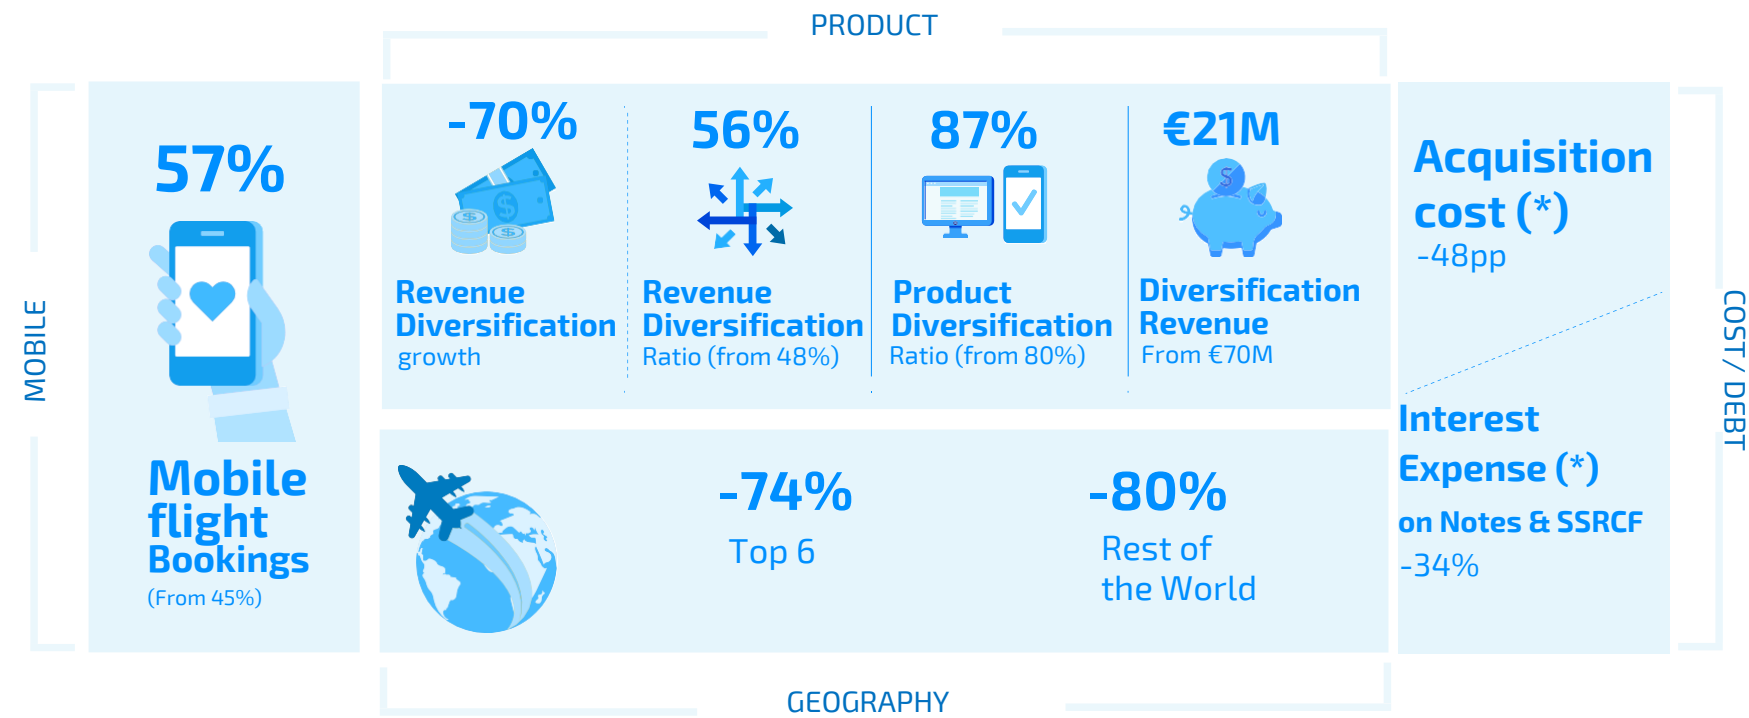 PRODUCT
MOBILE
57%
Mobile
flight
Bookings
(From 45%)
-70%
Revenue
Diversification
growth
56%
Revenue
Diversification
Ratio (from 48%)
87%
Product
Diversification
Ratio (from 80%)
€21M
Diversification
Revenue
From €70M
-74%
Top 6
-80%
Rest of
the World
Acquisition
cost (*)
-48pp
Interest
Expense (*)
on Notes & SSRCF
-34%
COST / DEBT
GEOGRAPHY